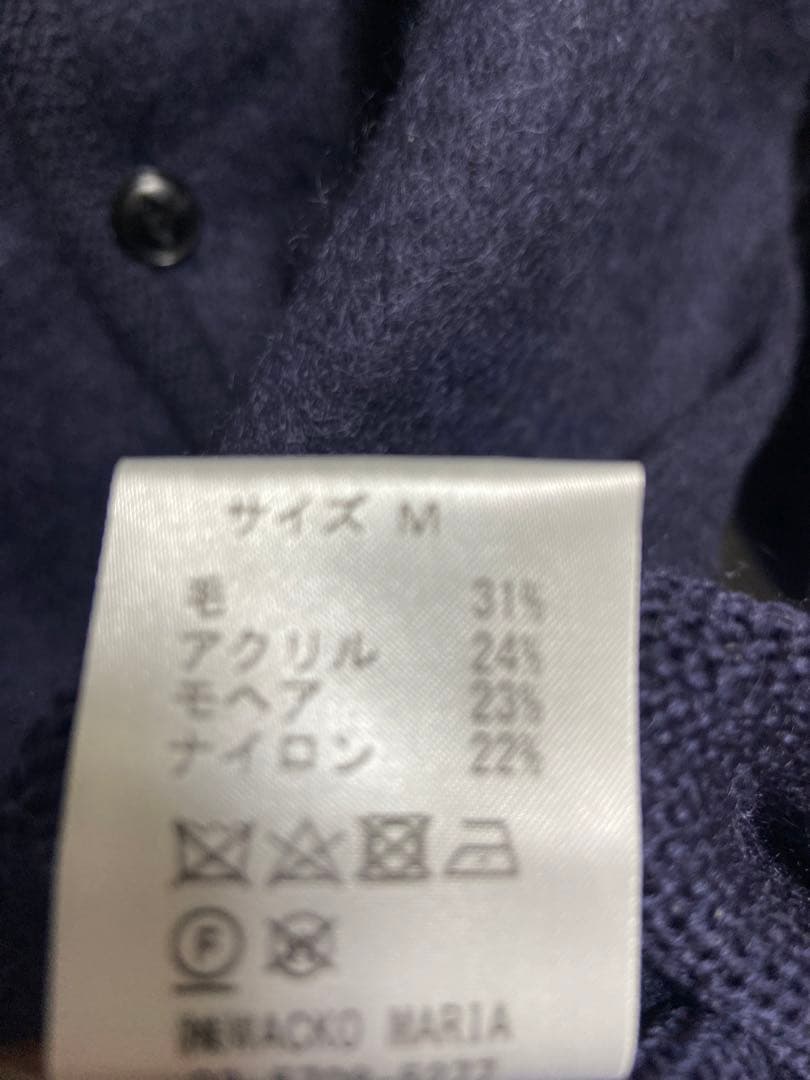 サイズ M
毛 31%
アクリル 24%
モヘア 23%
ナイロン 22%
F
W
WACKO MARIA